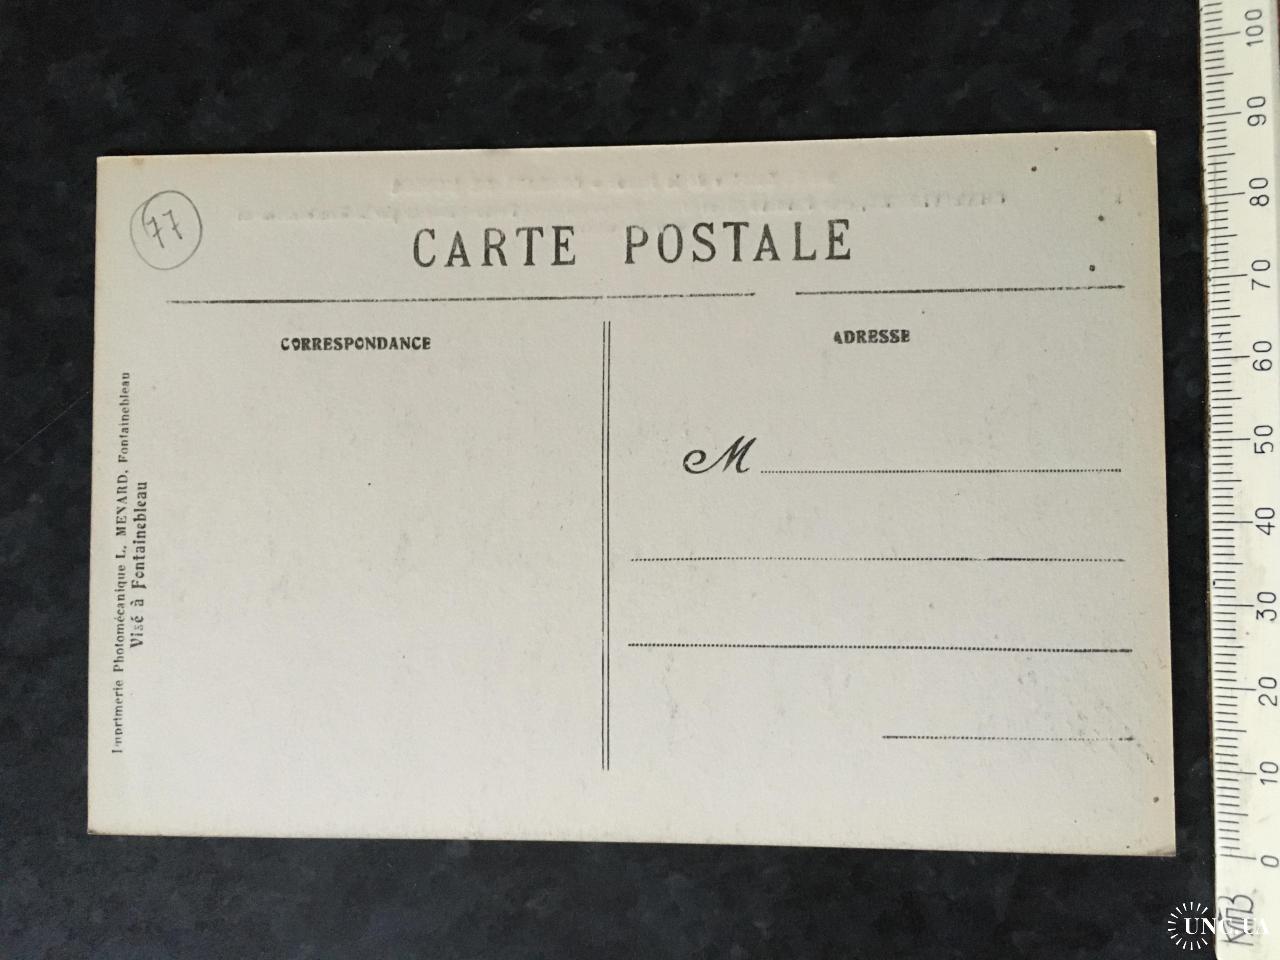 77
CARTE POSTALE
CORRESPONDANCE
ADRESSE
M
Imprimerie Photomécanique L. MENARD, Fontainebleau
Visé à Fontainebleau
100
90
80
70
60
50
40
30
20
10
0
UNC.UA